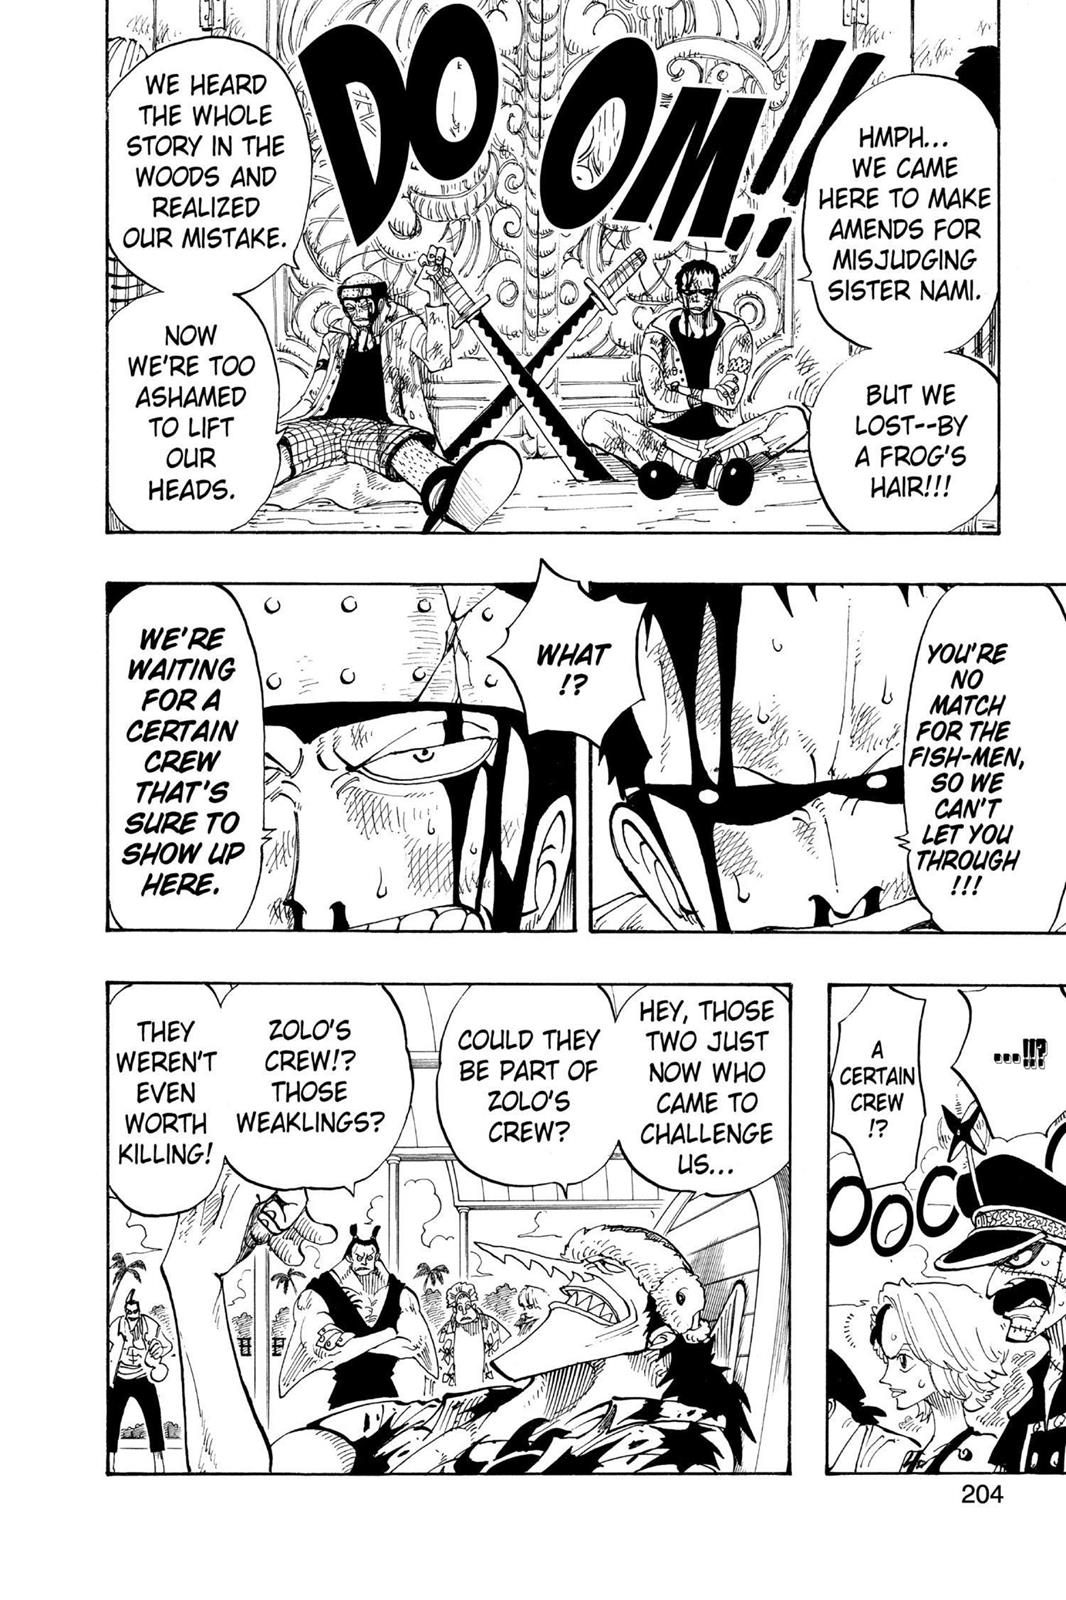 DOOM!!
HMPH...
WE CAME
HERE TO MAKE
AMENDS FOR
MISJUDGING
SISTER NAMI.
BUT WE
LOST--BY
A FROG'S
HAIR!!!
WE HEARD
THE WHOLE
STORY IN THE
WOODS AND
REALIZED
OUR MISTAKE.
NOW
WE'RE TOO
ASHAMED
TO LIFT
OUR
HEADS.
YOU'RE
NO
MATCH
FOR THE
FISH-MEN,
SO WE
CAN'T
LET YOU
THROUGH
!!!
WHAT
!?
WE'RE
WAITING
FOR A
CERTAIN
CREW
THAT'S
SURE TO
SHOW UP
HERE.
...!!?
A
CERTAIN
CREW
!?
OOC
HEY, THOSE
TWO JUST
NOW WHO
CAME TO
CHALLENGE
US...
COULD THEY
BE PART OF
ZOLO'S
CREW?
ZOLO'S
CREW!?
THOSE
WEAKLINGS?
THEY
WEREN'T
EVEN
WORTH
KILLING!
204